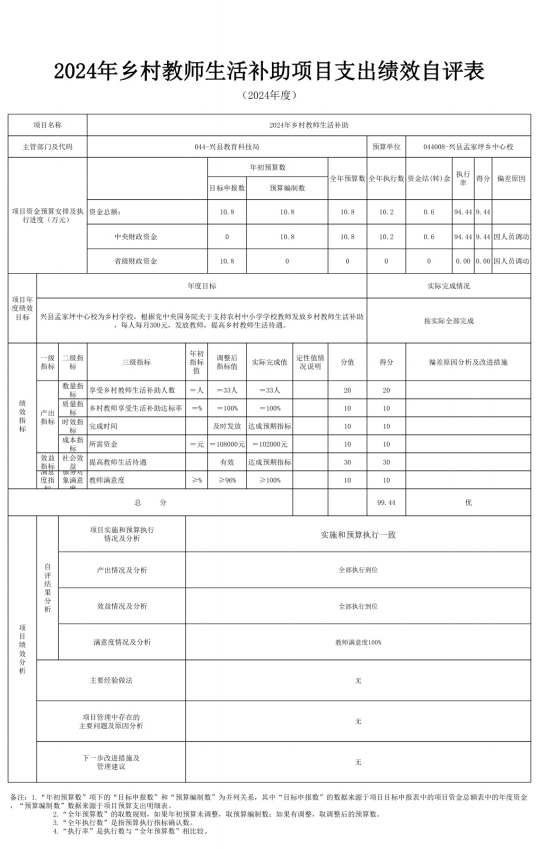 2024年乡村教师生活补助项目支出绩效自评表
（2024年度）
项目名称 2024年乡村教师生活补助
主管部门及代码 044-兴县教育科技局 预算单位 044008-兴县孟家坪乡中心校
项目资金预算安排及执行进度（万元） 年初预算数 全年预算数 全年执行数 资金结(转)余 执行率 得分 偏差原因
目标申报数 预算编制数
资金总额： 10.8 10.8 10.8 10.2 0.6 94.44 9.44
中央财政资金 0 10.8 10.8 10.2 0.6 94.44 9.44 因人员调动
省级财政资金 10.8 0 0 0 0 0.00 0.00 因人员调动
项目年度绩效目标 年度目标 实际完成情况
兴县孟家坪中心校为乡村学校，根据党中央国务院关于支持农村中小学学校教师发放乡村教师生活补助
，每人每月300元，发放教师，提高乡村教师生活待遇。 按实际全部完成
绩效指标 一级指标 二级指标 三级指标 年初指标值 调整后指标值 实际完成值 定性值情况说明 分值 得分 偏差原因分析及改进措施
产出指标 数量指标 享受乡村教师生活补助人数 ＝人 ＝33人 ＝33人 20 20
质量指标 乡村教师享受生活补助达标率 ＝% ＝100% ＝100% 10 10
时效指标 完成时间 及时发放 达成预期指标 10 10
成本指标 所需资金 ＝元 ＝108000元 ＝102000元 10 10
效益指标 社会效益 提高教师生活待遇 有效 达成预期指标 30 30
满意度指标 服务对象满意度 教师满意度 ≥% ≥96% ≥100% 10 10
总 分 99.44 优
项目绩效分析 自评结果分析 项目实施和预算执行情况及分析 实施和预算执行一致
产出情况及分析 全部执行到位
效益情况及分析 全部执行到位
满意度情况及分析 教师满意度100%
主要经验做法 无
项目管理中存在的主要问题及原因分析 无
下一步改进措施及管理建议 无
备注：1.“年初预算数”项下的“目标申报数”和“预算编制数”为并列关系，其中“目标申报数”的数据来源于项目目标申报表中的项目资金总额表中的年度资金
，“预算编制数”数据来源于项目预算支出明细表。
2.“全年预算数”的取数规则，如果年初预算未调整，取预算编制数；如果有调整，取调整后的预算数。
3.“全年执行数”是指预算执行指标确认数。
4.“执行率”是执行数与“全年预算数”相比较。